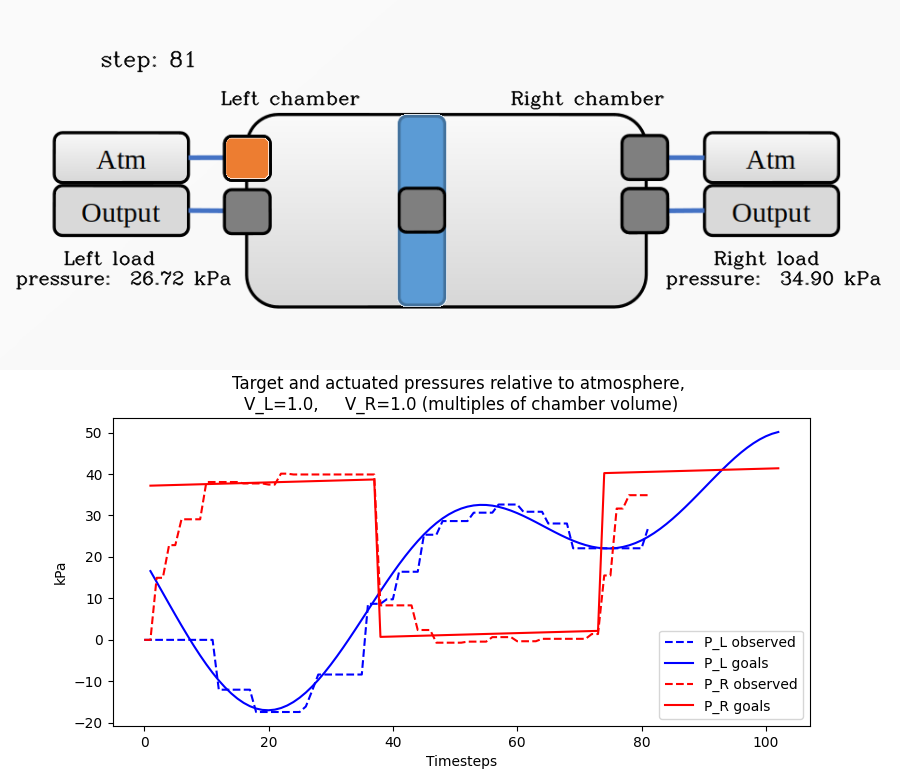 step: 81
Left chamber
Right chamber
Atm
Atm
Output
Output
Left load
pressure: 26.72 kPa
Right load
pressure: 34.90 kPa
Target and actuated pressures relative to atmosphere,
V_L=1.0, V_R=1.0 (multiples of chamber volume)
50
40
30
20
10
0
−10
−20
kPa
0
20
40
60
80
100
Timesteps
P_L observed
P_L goals
P_R observed
P_R goals